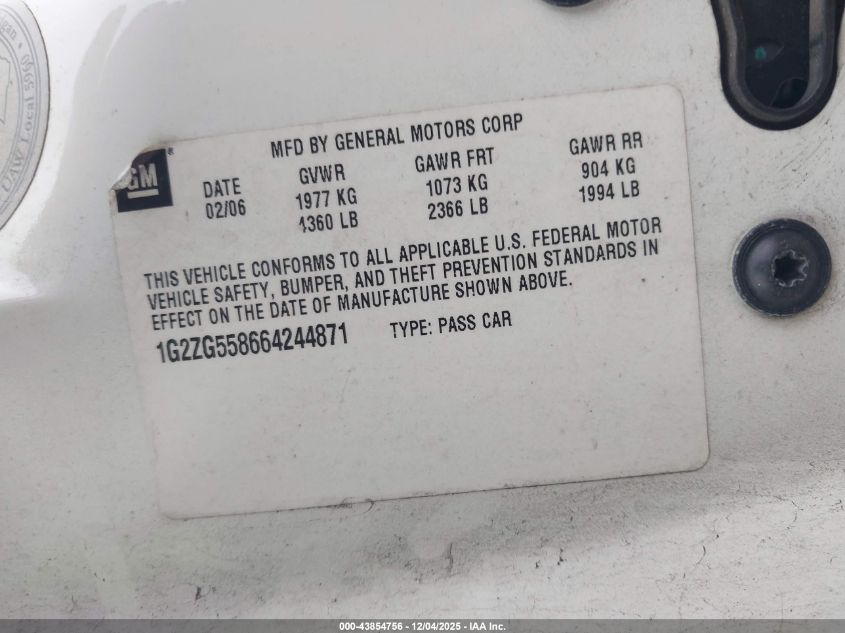 MFD BY GENERAL MOTORS CORP
GM
DATE GVWR GAWR FRT GAWR RR
02/06 1977 KG 1073 KG 904 KG
4360 LB 2366 LB 1994 LB
THIS VEHICLE CONFORMS TO ALL APPLICABLE U.S. FEDERAL MOTOR
VEHICLE SAFETY, BUMPER, AND THEFT PREVENTION STANDARDS IN
EFFECT ON THE DATE OF MANUFACTURE SHOWN ABOVE.
1G2ZG558664244871 TYPE: PASS CAR
UAW Local 5960
000-43854756 - 12/04/2025 - IAA Inc.